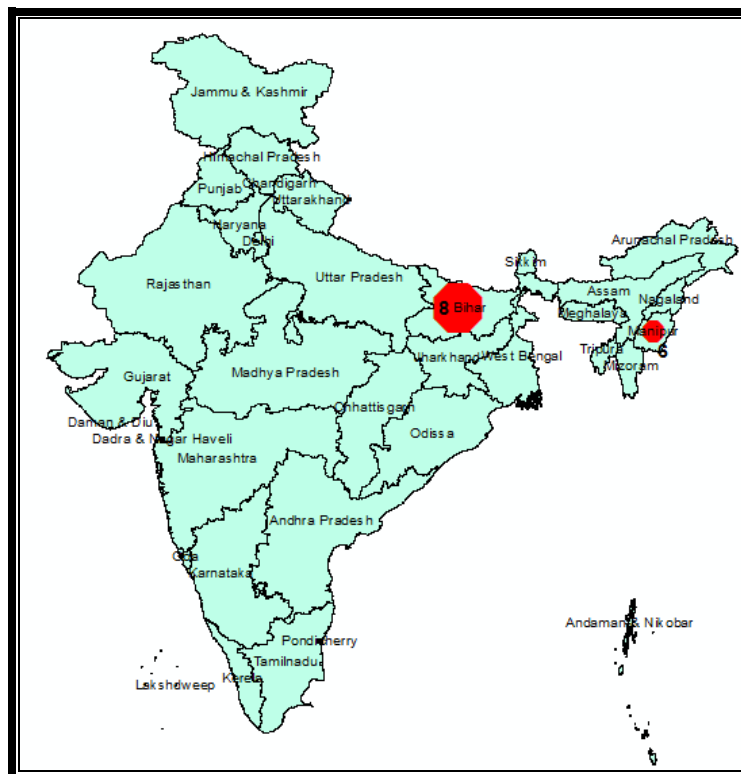 Jammu & Kashmir
Himachal Pradesh
Chandigarh
Punjab
Uttarakhand
Haryana
Delhi
Arunachal Pradesh
Sikkim
Uttar Pradesh
Rajasthan
Assam
Nagaland
8 Bihar
Meghalaya
Manipur
Tripura
6
Jharkhand
West Bengal
Mizoram
Madhya Pradesh
Gujarat
Chhattisgarh
Daman & Diu
Odissa
Dadra & Nagar Haveli
Maharashtra
Andhra Pradesh
Goa
Karnataka
Andaman & Nikobar
Pondicherry
Tamilnadu
Kerela
Lakshdweep